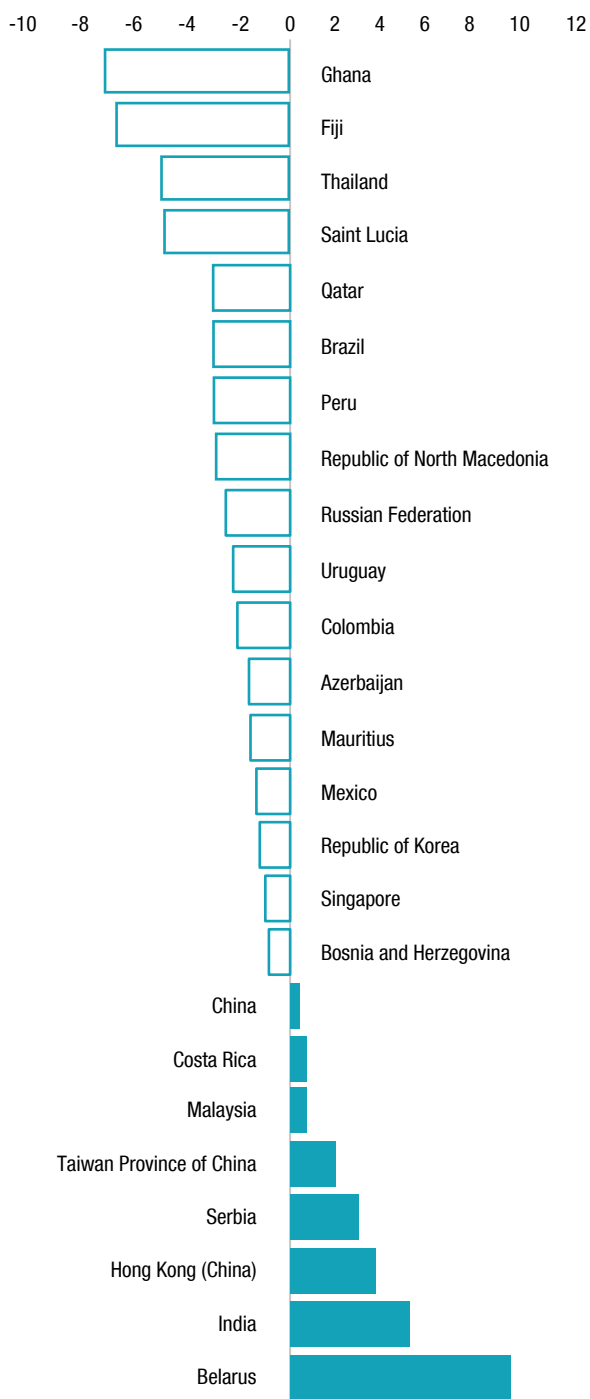 -10 -8 -6 -4 -2 0 2 4 6 8 10 12
Ghana
Fiji
Thailand
Saint Lucia
Qatar
Brazil
Peru
Republic of North Macedonia
Russian Federation
Uruguay
Colombia
Azerbaijan
Mauritius
Mexico
Republic of Korea
Singapore
Bosnia and Herzegovina
China
Costa Rica
Malaysia
Taiwan Province of China
Serbia
Hong Kong (China)
India
Belarus